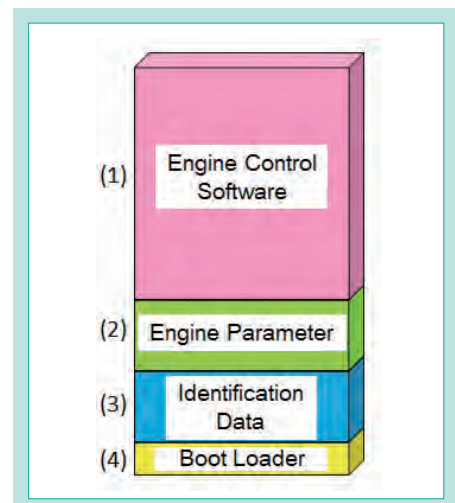 (1)
Engine Control
Software
(2)
Engine Parameter
(3)
Identification
Data
(4)
Boot Loader